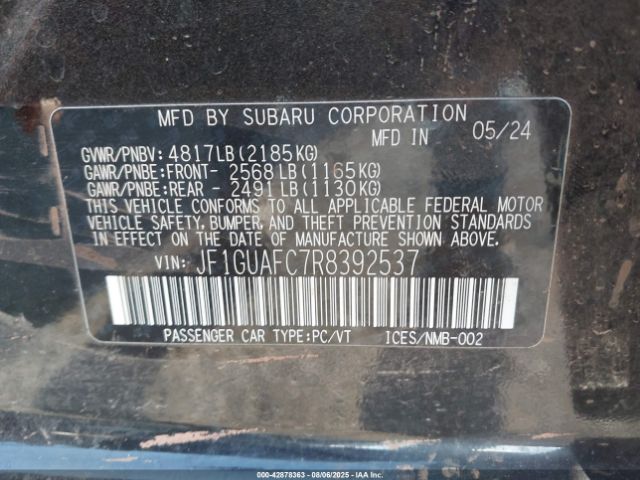 MFD BY SUBARU CORPORATION
MFD IN 05/24
GVWR/PNBV: 4817LB(2185KG)
GAWR/PNBE:FRONT- 2568LB(1165KG)
GAWR/PNBE:REAR - 2491LB(1130KG)
THIS VEHICLE CONFORMS TO ALL APPLICABLE FEDERAL MOTOR
VEHICLE SAFETY, BUMPER, AND THEFT PREVENTION STANDARDS
IN EFFECT ON THE DATE OF MANUFACTURE SHOWN ABOVE.
VIN: JF1GUAFC7R8392537
PASSENGER CAR TYPE:PC/VT ICES/NMB-002
000-42878363 - 08/06/2025 - IAA Inc.